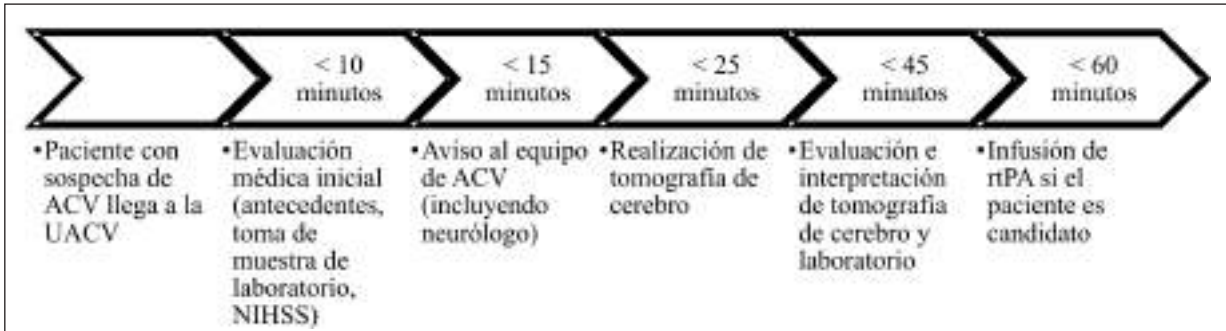 < 10
minutos
< 15
minutos
< 25
minutos
< 45
minutos
< 60
minutos
•Paciente con
sospecha de
ACV llega a la
UACV
•Evaluación
médica inicial
(antecedentes,
toma de
muestra de
laboratorio,
NIHSS)
•Aviso al equipo
de ACV
(incluyendo
neurólogo)
•Realización de
tomografía de
cerebro
•Evaluación e
interpretación
de tomografía
de cerebro y
laboratorio
•Infusión de
rtPA si el
paciente es
candidato